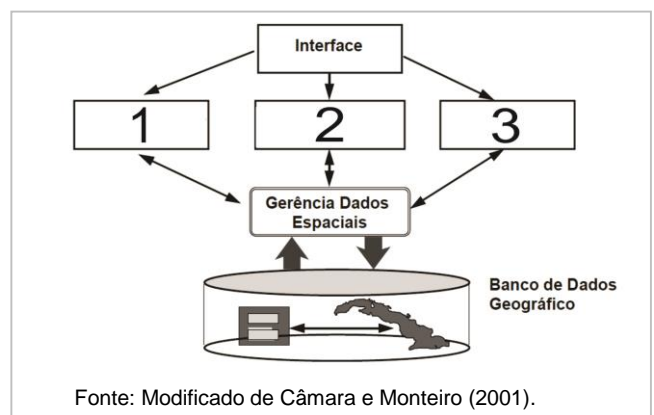 Interface
1 2 3
Gerência Dados
Espaciais
Banco de Dados
Geográfico
Fonte: Modificado de Câmara e Monteiro (2001).